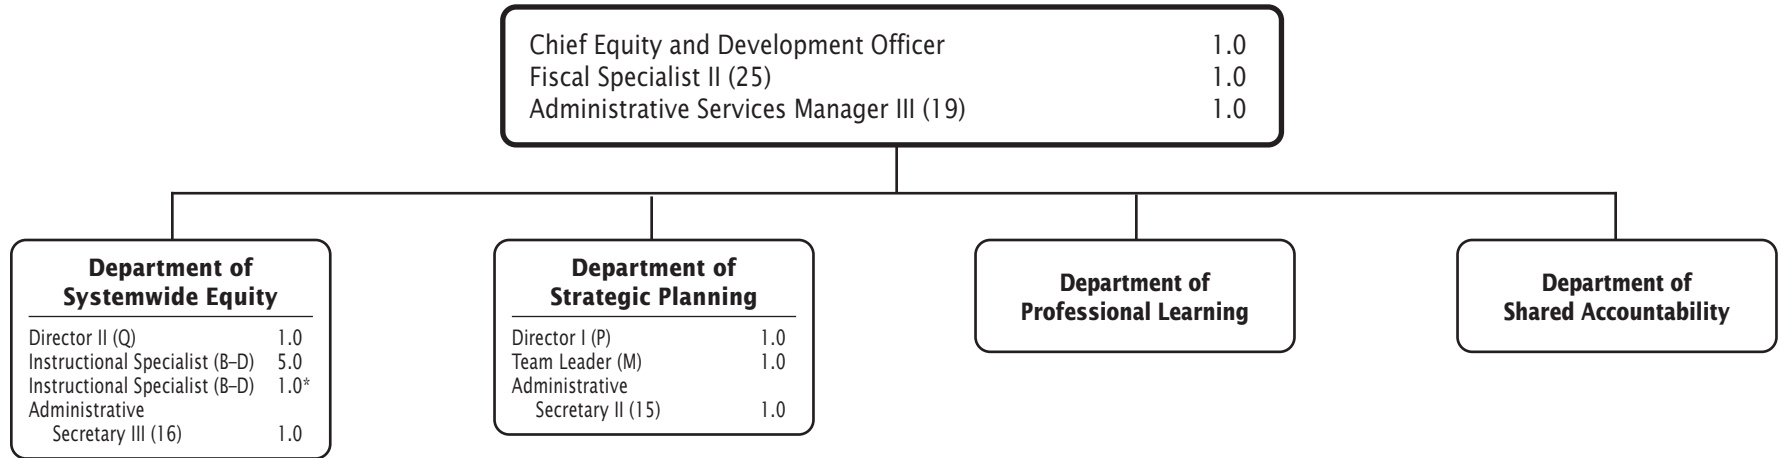 Chief Equity and Development Officer 1.0
Fiscal Specialist II (25) 1.0
Administrative Services Manager III (19) 1.0
Department of
Systemwide Equity
Director II (Q) 1.0
Instructional Specialist (B–D) 5.0
Instructional Specialist (B–D) 1.0*
Administrative
Secretary III (16) 1.0
Department of
Strategic Planning
Director I (P) 1.0
Team Leader (M) 1.0
Administrative
Secretary II (15) 1.0
Department of
Professional Learning
Department of
Shared Accountability